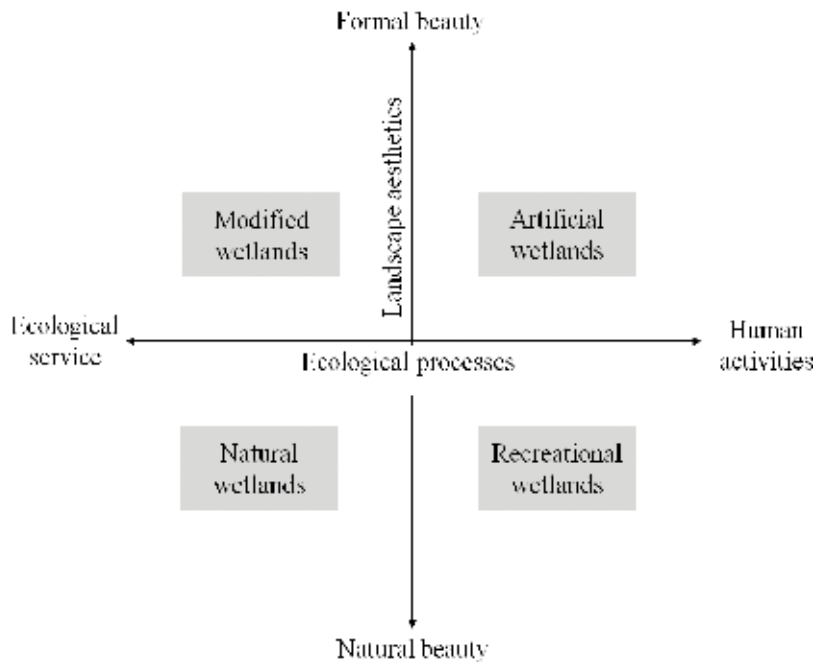 Formal beauty
Landscape aesthetics
Modified
wetlands
Artificial
wetlands
Ecological
service
Ecological processes
Human
activities
Natural
wetlands
Recreational
wetlands
Natural beauty